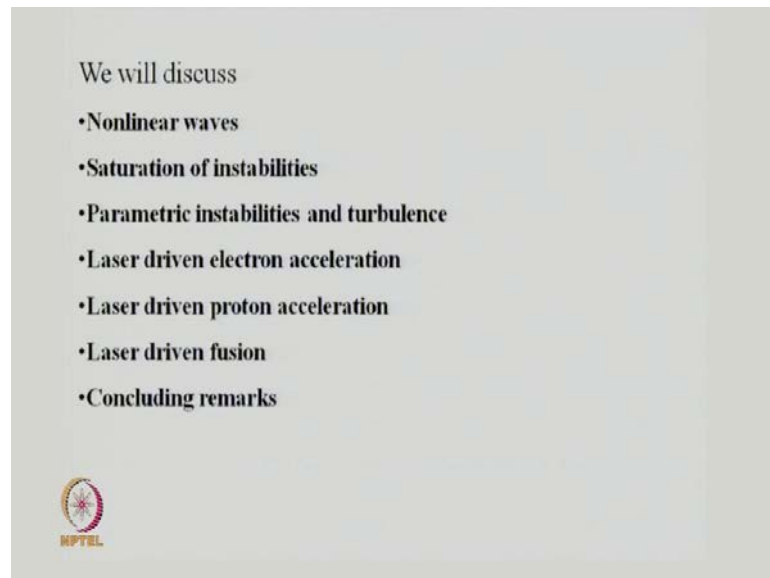 We will discuss
•Nonlinear waves
•Saturation of instabilities
•Parametric instabilities and turbulence
•Laser driven electron acceleration
•Laser driven proton acceleration
•Laser driven fusion
•Concluding remarks
NPTEL